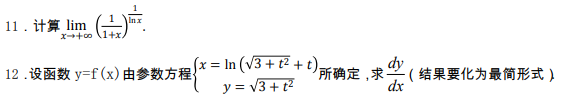 11．计算 lim_{x→+∞} (1/(1+x))^{1/ln x}.
12．设函数 y=f(x)由参数方程{x = ln(√(3 + t²) + t) y = √(3 + t²) 所确定，求 dy/dx（结果要化为最简形式）